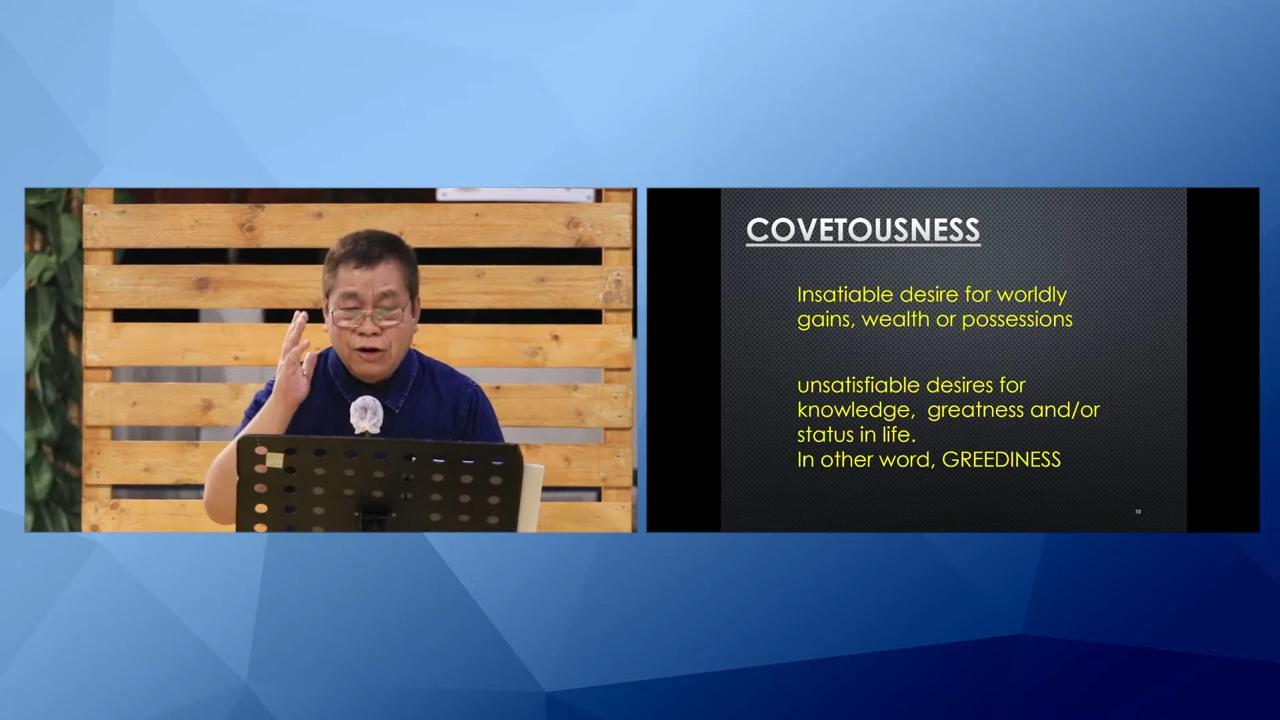 COVETOUSNESS
Insatiable desire for worldly
gains, wealth or possessions
unsatisfiable desires for
knowledge, greatness and/or
status in life.
In other word, GREEDINESS
10